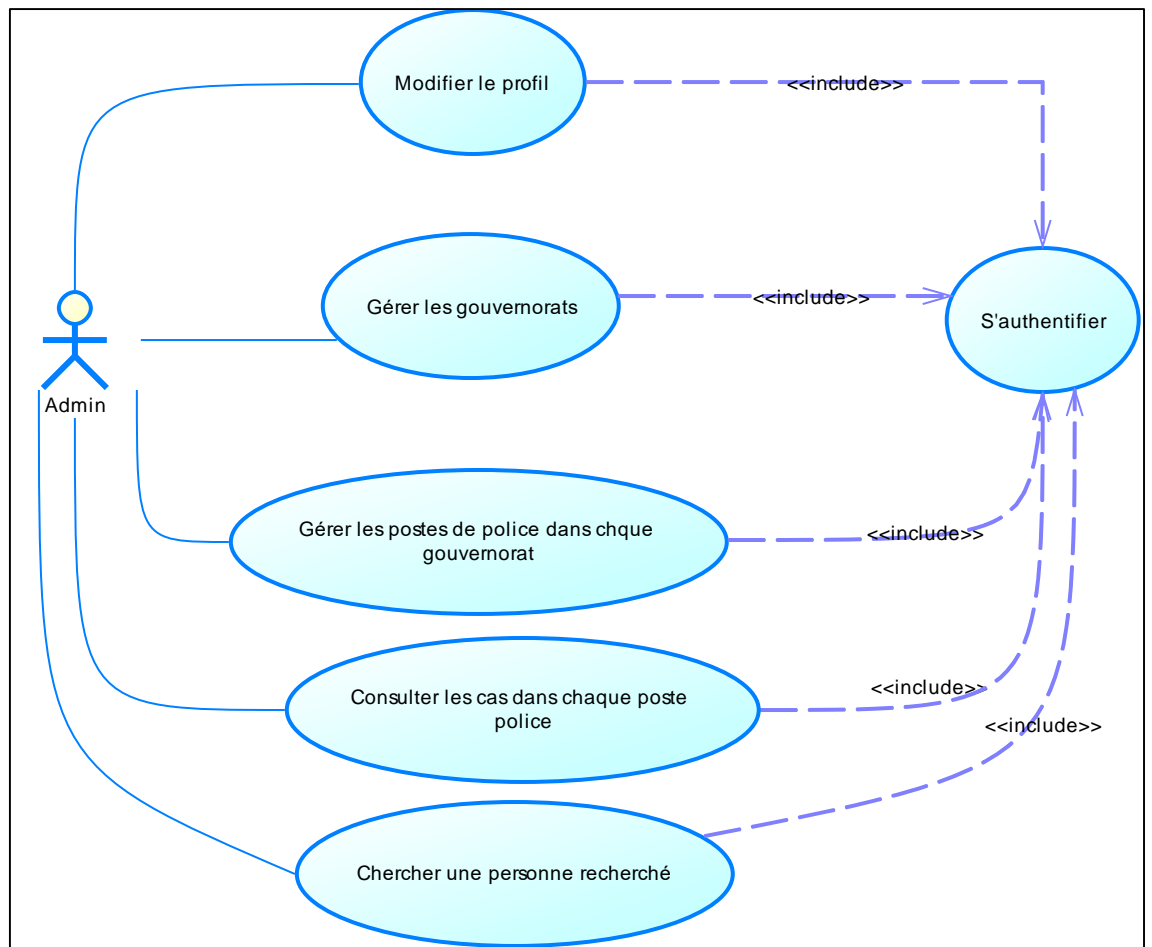 Modifier le profil
<<include>>
Gérer les gouvernorats
<<include>>
S'authentifier
Admin
Gérer les postes de police dans chque
gouvernorat
<<include>>
Consulter les cas dans chaque poste
police
<<include>>
<<include>>
Chercher une personne recherché